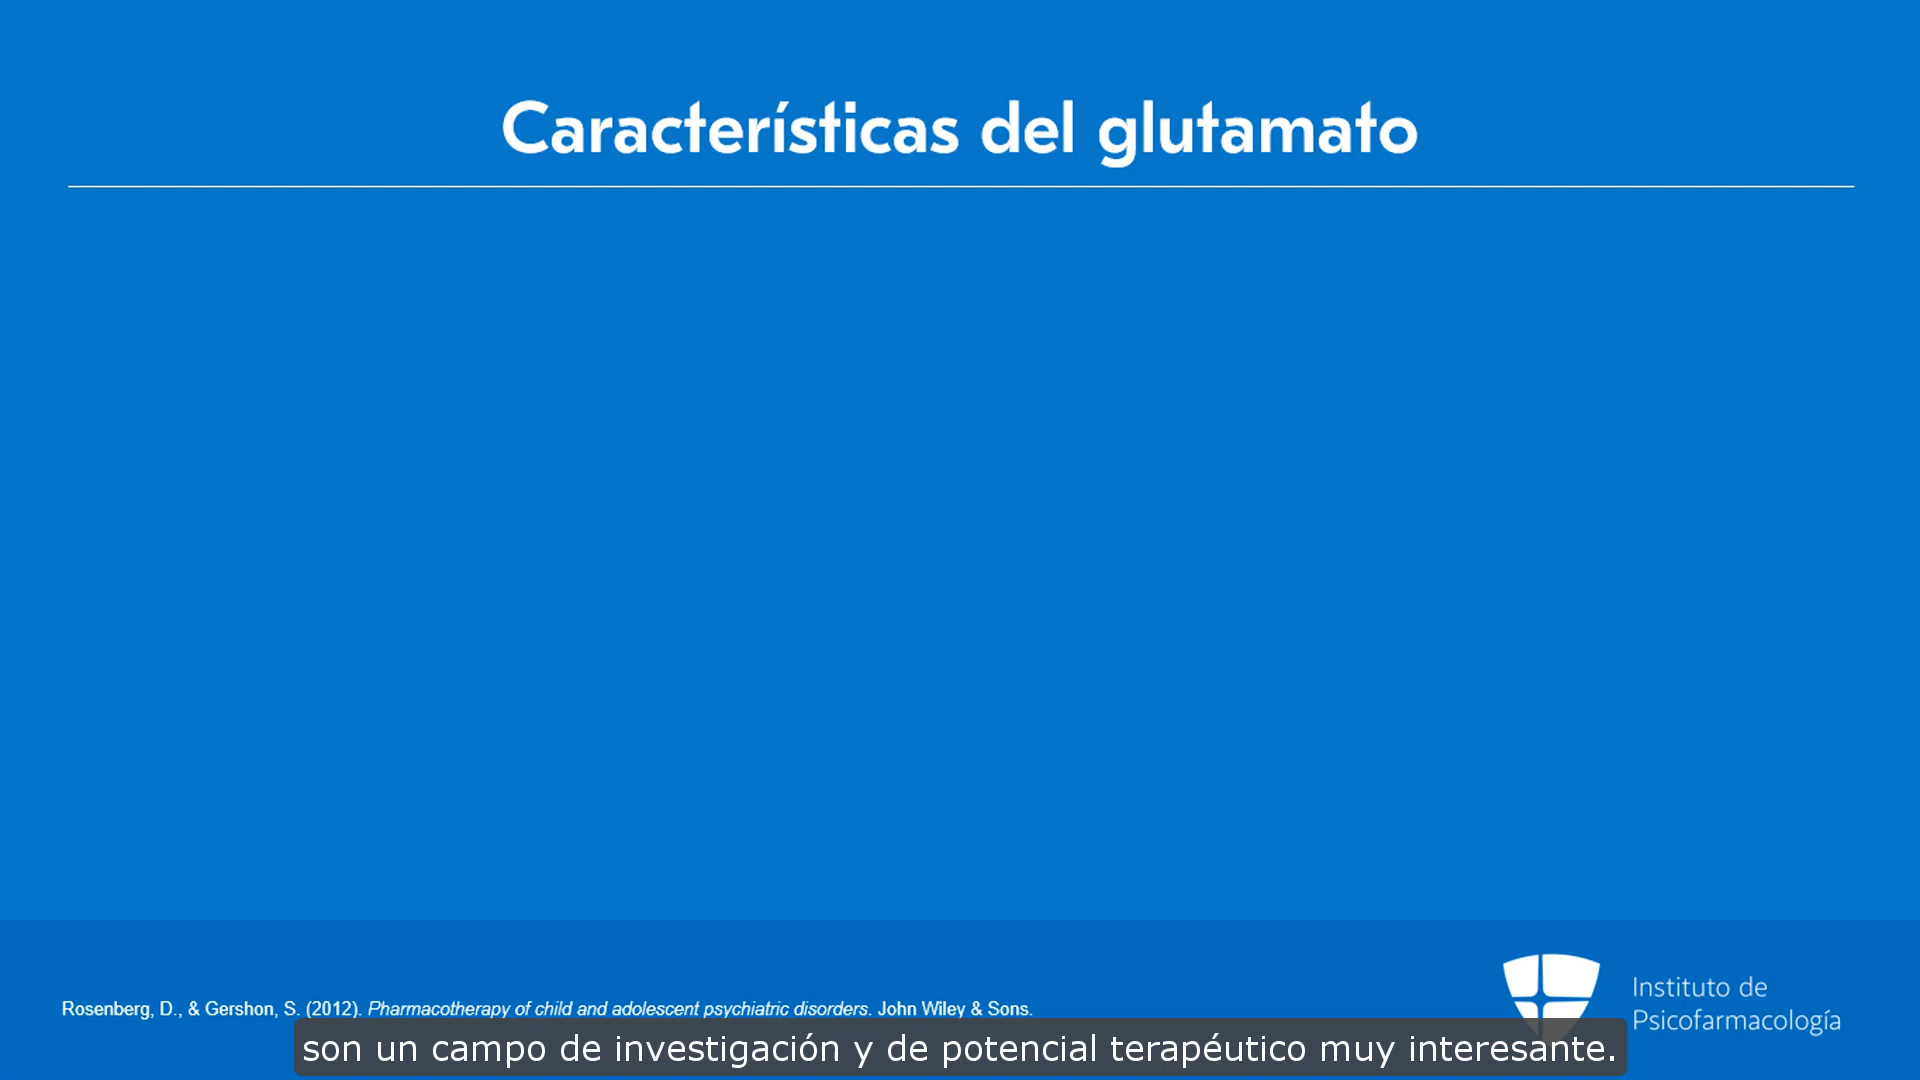 Características del glutamato
Rosenberg, D., & Gershon, S. (2012). Pharmacotherapy of child and adolescent psychiatric disorders. John Wiley & Sons.
Instituto de
Psicofarmacología
son un campo de investigación y de potencial terapéutico muy interesante.